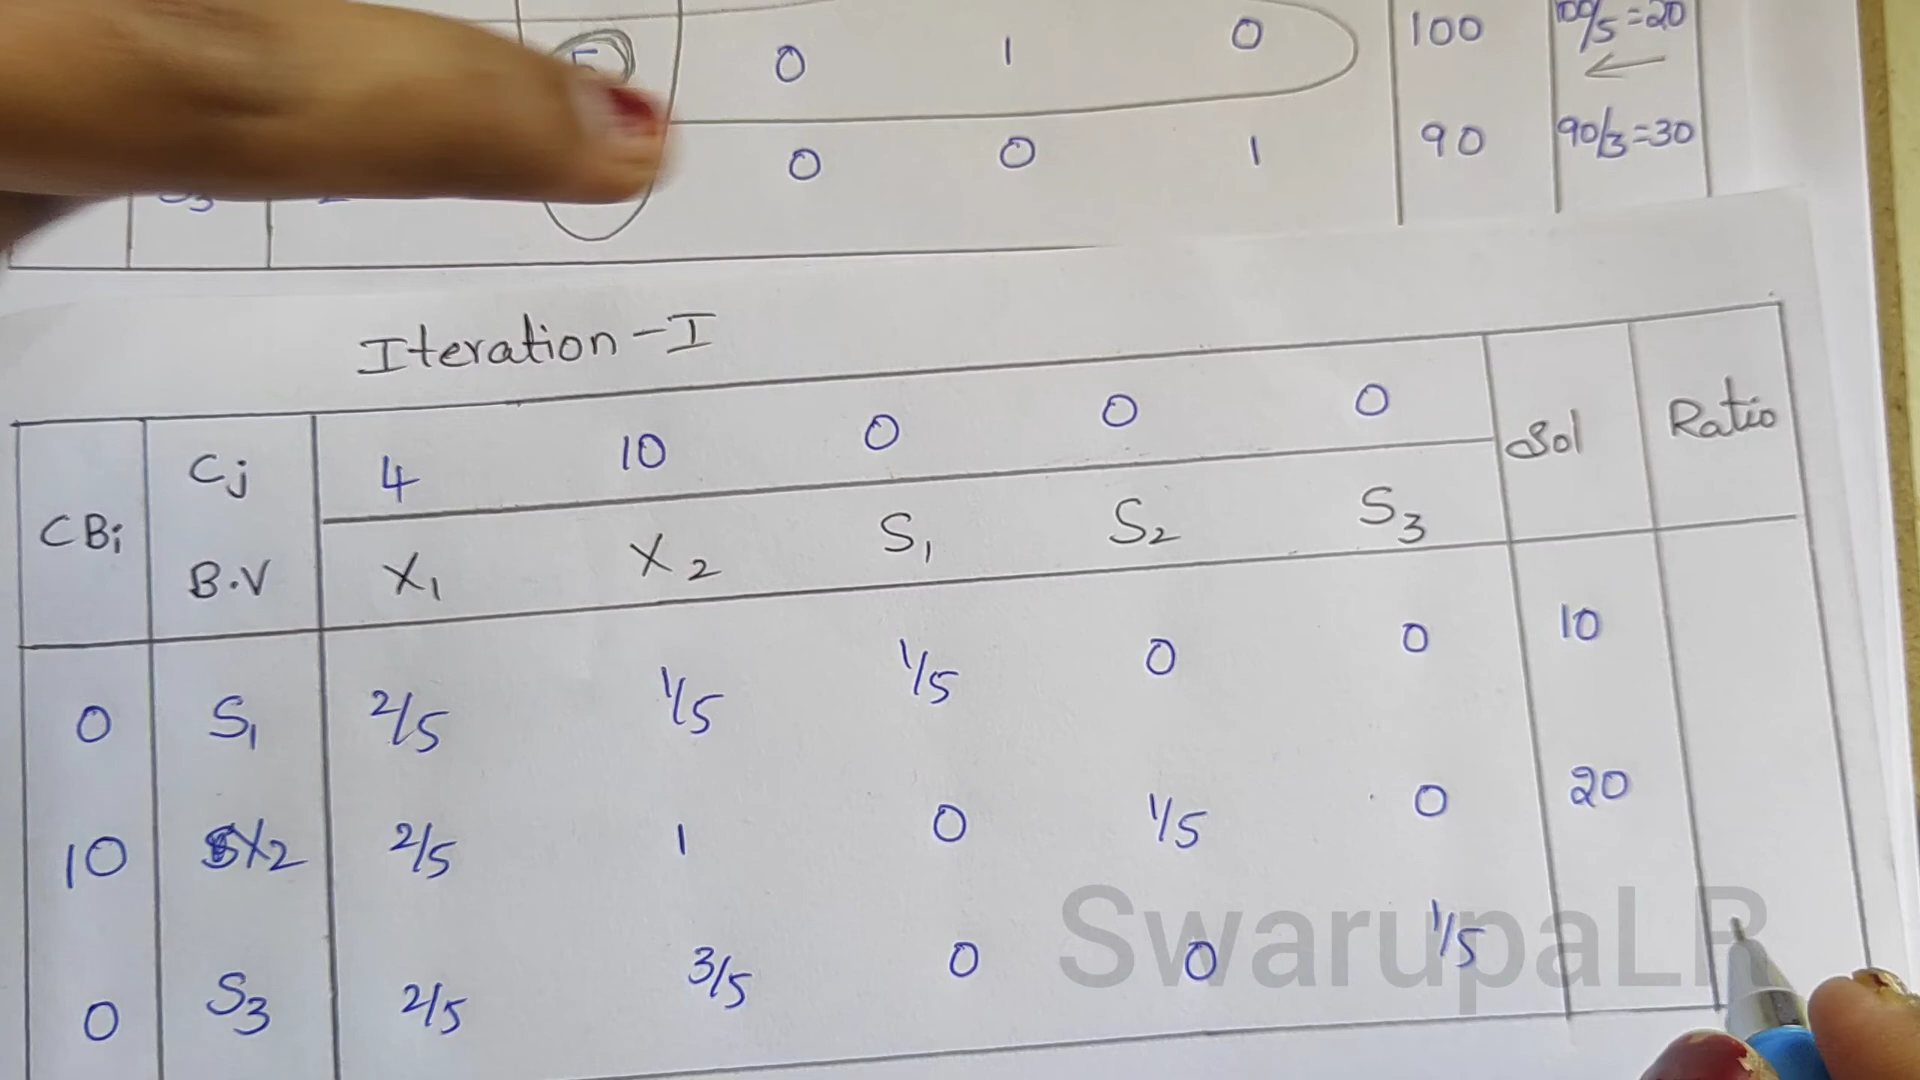 0 1 0 100 100/5 = 20
0 0 1 90 90/3 = 30
Iteration - I
Cj 4 10 0 0 0 Sol Ratio
CBi B.V X1 X2 S1 S2 S3
0 S1 2/5 1/5 1/5 0 0 10
10 X2 2/5 1 0 1/5 0 20
0 S3 2/5 3/5 0 0 1/5
SwarupaLR